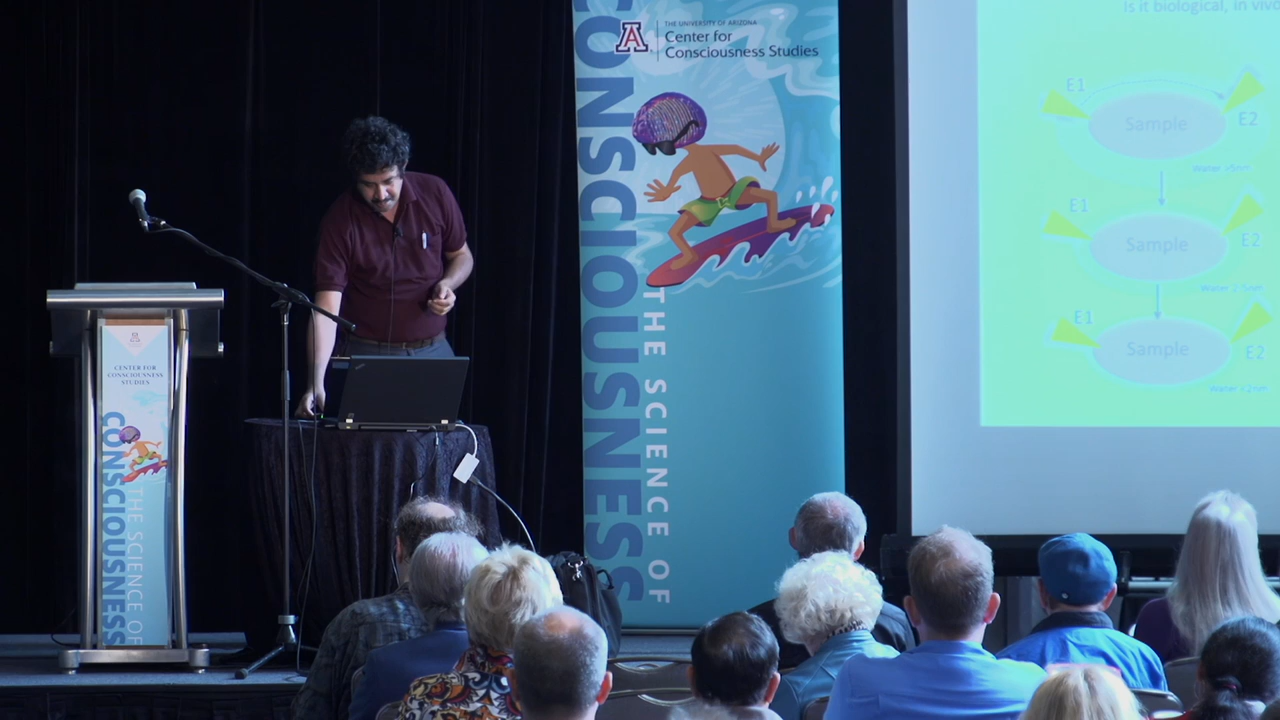 THE UNIVERSITY OF ARIZONA
Center for
Consciousness Studies
CONSCIOUSNESS
THE SCIENCE OF
CENTER FOR
CONSCIOUSNESS
STUDIES
CONSCIOUSNESS
THE SCIENCE OF
Is it biological, in vivo
E1
Sample
E2
E1
Sample
E2
E1
Sample
E2